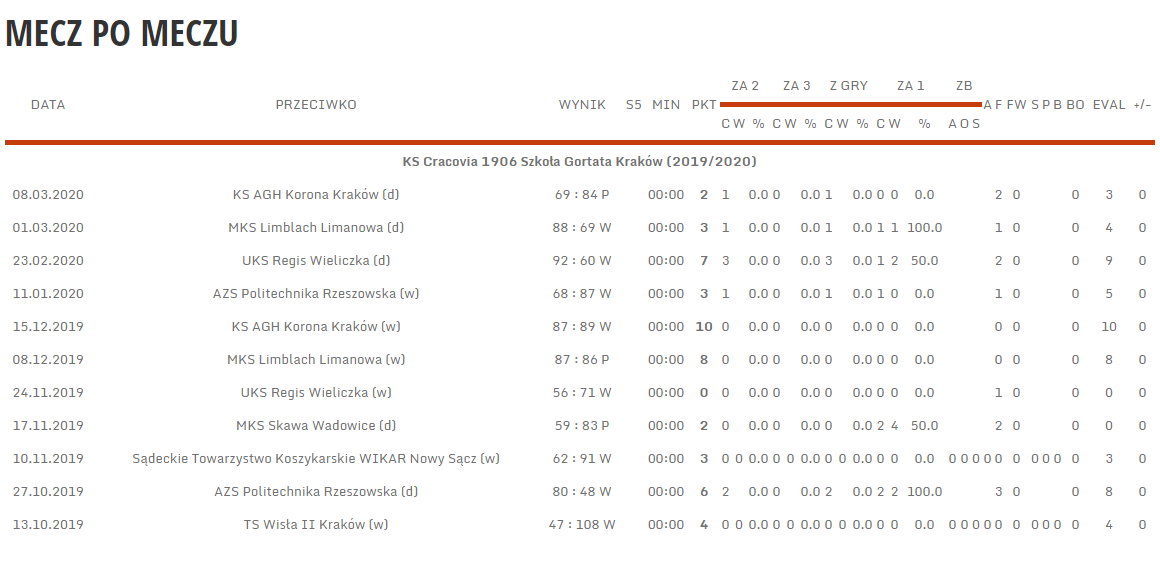 MECZ PO MECZU
ZA 2 ZA 3 Z GRY ZA 1 ZB
DATA PRZECIWKO WYNIK S5 MIN PKT A F FW S P B BO EVAL +/-
C W % C W % C W % C W % A O S
KS Cracovia 1906 Szkoła Gortata Kraków (2019/2020)
08.03.2020 KS AGH Korona Kraków (d) 69 : 84 P 00:00 2 1 0.0 0 0.0 1 0.0 0 0 0.0 2 0 0 3 0
01.03.2020 MKS Limblach Limanowa (d) 88 : 69 W 00:00 3 1 0.0 0 0.0 1 0.0 1 1 100.0 1 0 0 4 0
23.02.2020 UKS Regis Wieliczka (d) 92 : 60 W 00:00 7 3 0.0 0 0.0 3 0.0 1 2 50.0 2 0 0 9 0
11.01.2020 AZS Politechnika Rzeszowska (w) 68 : 87 W 00:00 3 1 0.0 0 0.0 1 0.0 1 0 0.0 1 0 0 5 0
15.12.2019 KS AGH Korona Kraków (w) 87 : 89 W 00:00 10 0 0.0 0 0.0 0 0.0 0 0 0.0 0 0 0 10 0
08.12.2019 MKS Limblach Limanowa (w) 87 : 86 P 00:00 8 0 0.0 0 0.0 0 0.0 0 0 0.0 0 0 0 8 0
24.11.2019 UKS Regis Wieliczka (w) 56 : 71 W 00:00 0 0 0.0 0 0.0 0 0.0 0 0 0.0 1 0 0 0 0
17.11.2019 MKS Skawa Wadowice (d) 59 : 83 P 00:00 2 0 0.0 0 0.0 0 0.0 2 4 50.0 2 0 0 0 0
10.11.2019 Sądeckie Towarzystwo Koszykarskie WIKAR Nowy Sącz (w) 62 : 91 W 00:00 3 0 0 0.0 0 0 0.0 0 0 0.0 0 0 0.0 0 0 0 0 0 0 0 0 0 0 3 0
27.10.2019 AZS Politechnika Rzeszowska (d) 80 : 48 W 00:00 6 2 0.0 0 0.0 2 0.0 2 2 100.0 3 0 0 8 0
13.10.2019 TS Wisła II Kraków (w) 47 : 108 W 00:00 4 0 0 0.0 0 0 0.0 0 0 0.0 0 0 0.0 0 0 0 0 0 0 0 0 0 0 4 0